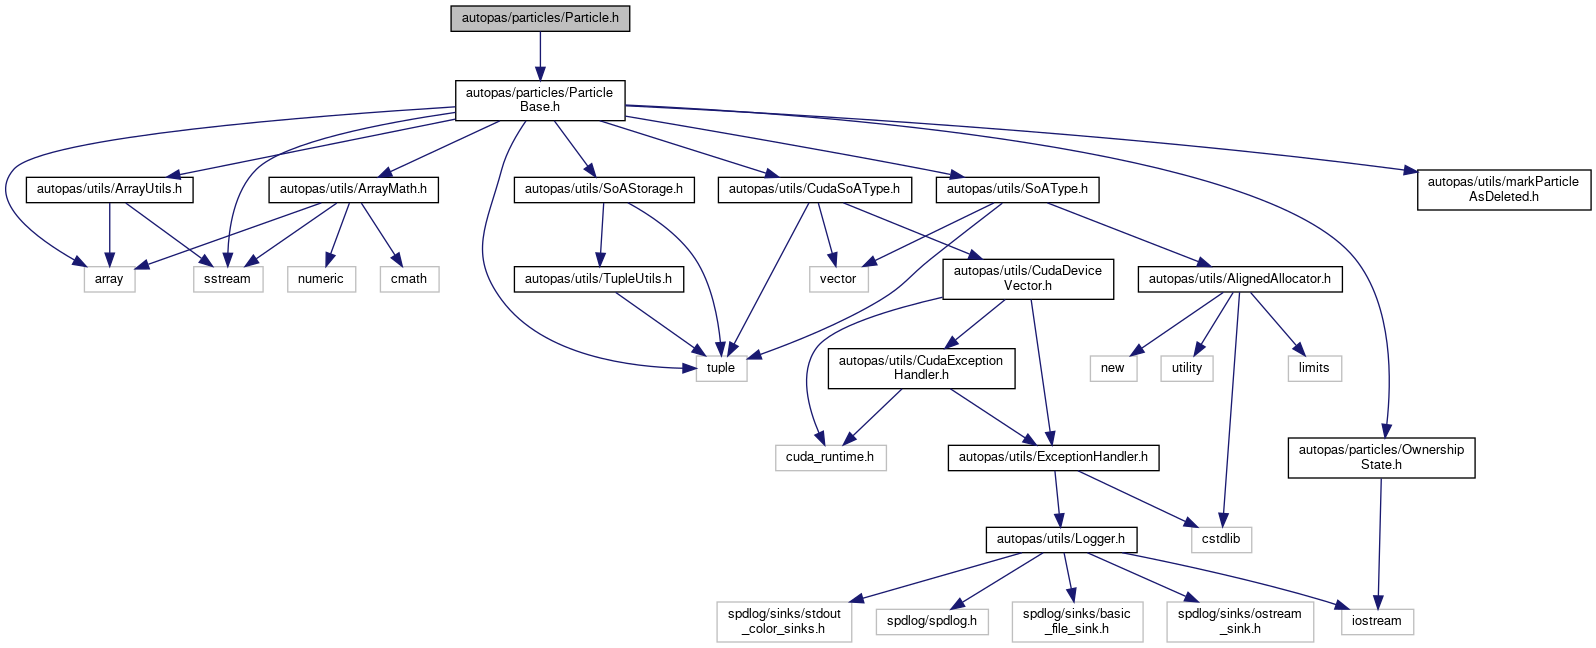 autopas/particles/Particle.h
autopas/particles/Particle
Base.h
autopas/utils/ArrayUtils.h
autopas/utils/ArrayMath.h
autopas/utils/SoAStorage.h
autopas/utils/CudaSoAType.h
autopas/utils/SoAType.h
autopas/utils/markParticle
AsDeleted.h
array
sstream
numeric
cmath
autopas/utils/TupleUtils.h
vector
autopas/utils/CudaDevice
Vector.h
autopas/utils/AlignedAllocator.h
tuple
autopas/utils/CudaException
Handler.h
new
utility
limits
cuda_runtime.h
autopas/utils/ExceptionHandler.h
autopas/particles/Ownership
State.h
autopas/utils/Logger.h
cstdlib
spdlog/sinks/stdout
_color_sinks.h
spdlog/spdlog.h
spdlog/sinks/basic
_file_sink.h
spdlog/sinks/ostream
_sink.h
iostream